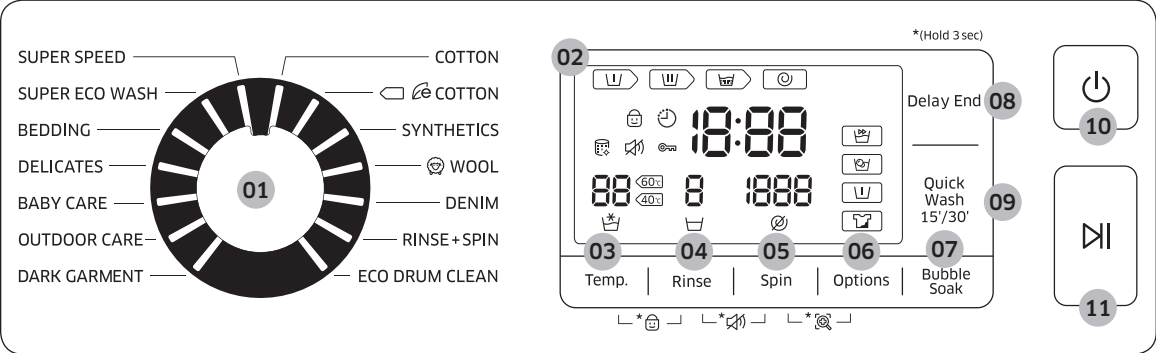 SUPER SPEED
SUPER ECO WASH
BEDDING
DELICATES
BABY CARE
OUTDOOR CARE
DARK GARMENT
01
COTTON
e COTTON
SYNTHETICS
WOOL
DENIM
RINSE+SPIN
ECO DRUM CLEAN
*(Hold 3 sec)
02
18:88
88 60℃ 40℃ 8 1888
03 04 05 06
Temp. Rinse Spin Options
* * *
Delay End 08
Quick
Wash
15'/30'
09
07
Bubble
Soak
10
11